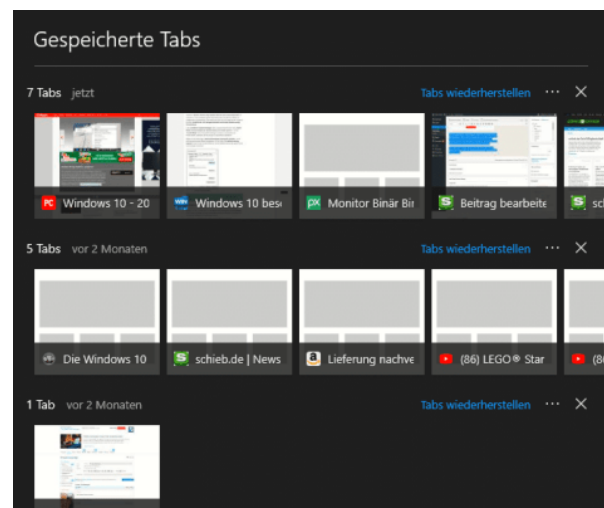 Gespeicherte Tabs
7 Tabs jetzt Tabs wiederherstellen ...
PC Windows 10 - 20 Windows 10 bes Monitor Binär Bi Beitrag bearbeite S
5 Tabs vor 2 Monaten Tabs wiederherstellen ...
Die Windows 10 S schieb.de | News a Lieferung nachve (86) LEGO® Star
1 Tab vor 2 Monaten Tabs wiederherstellen ...